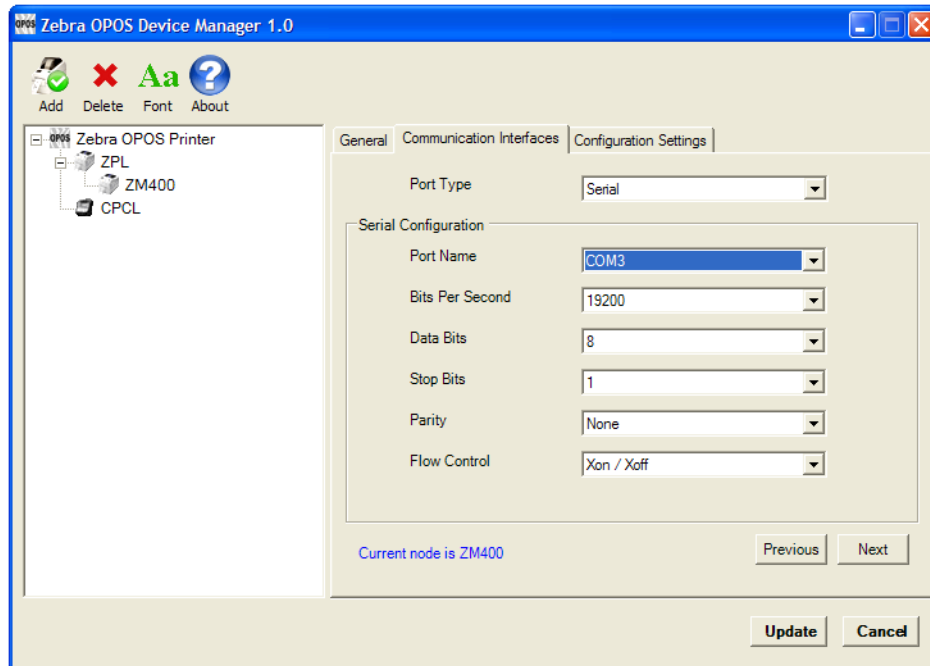 OPOS Zebra OPOS Device Manager 1.0
Add Delete Font About
Aa
?
OPOS Zebra OPOS Printer
ZPL
ZM400
CPCL
General Communication Interfaces Configuration Settings
Port Type Serial
Serial Configuration
Port Name COM3
Bits Per Second 19200
Data Bits 8
Stop Bits 1
Parity None
Flow Control Xon / Xoff
Current node is ZM400 Previous Next
Update Cancel